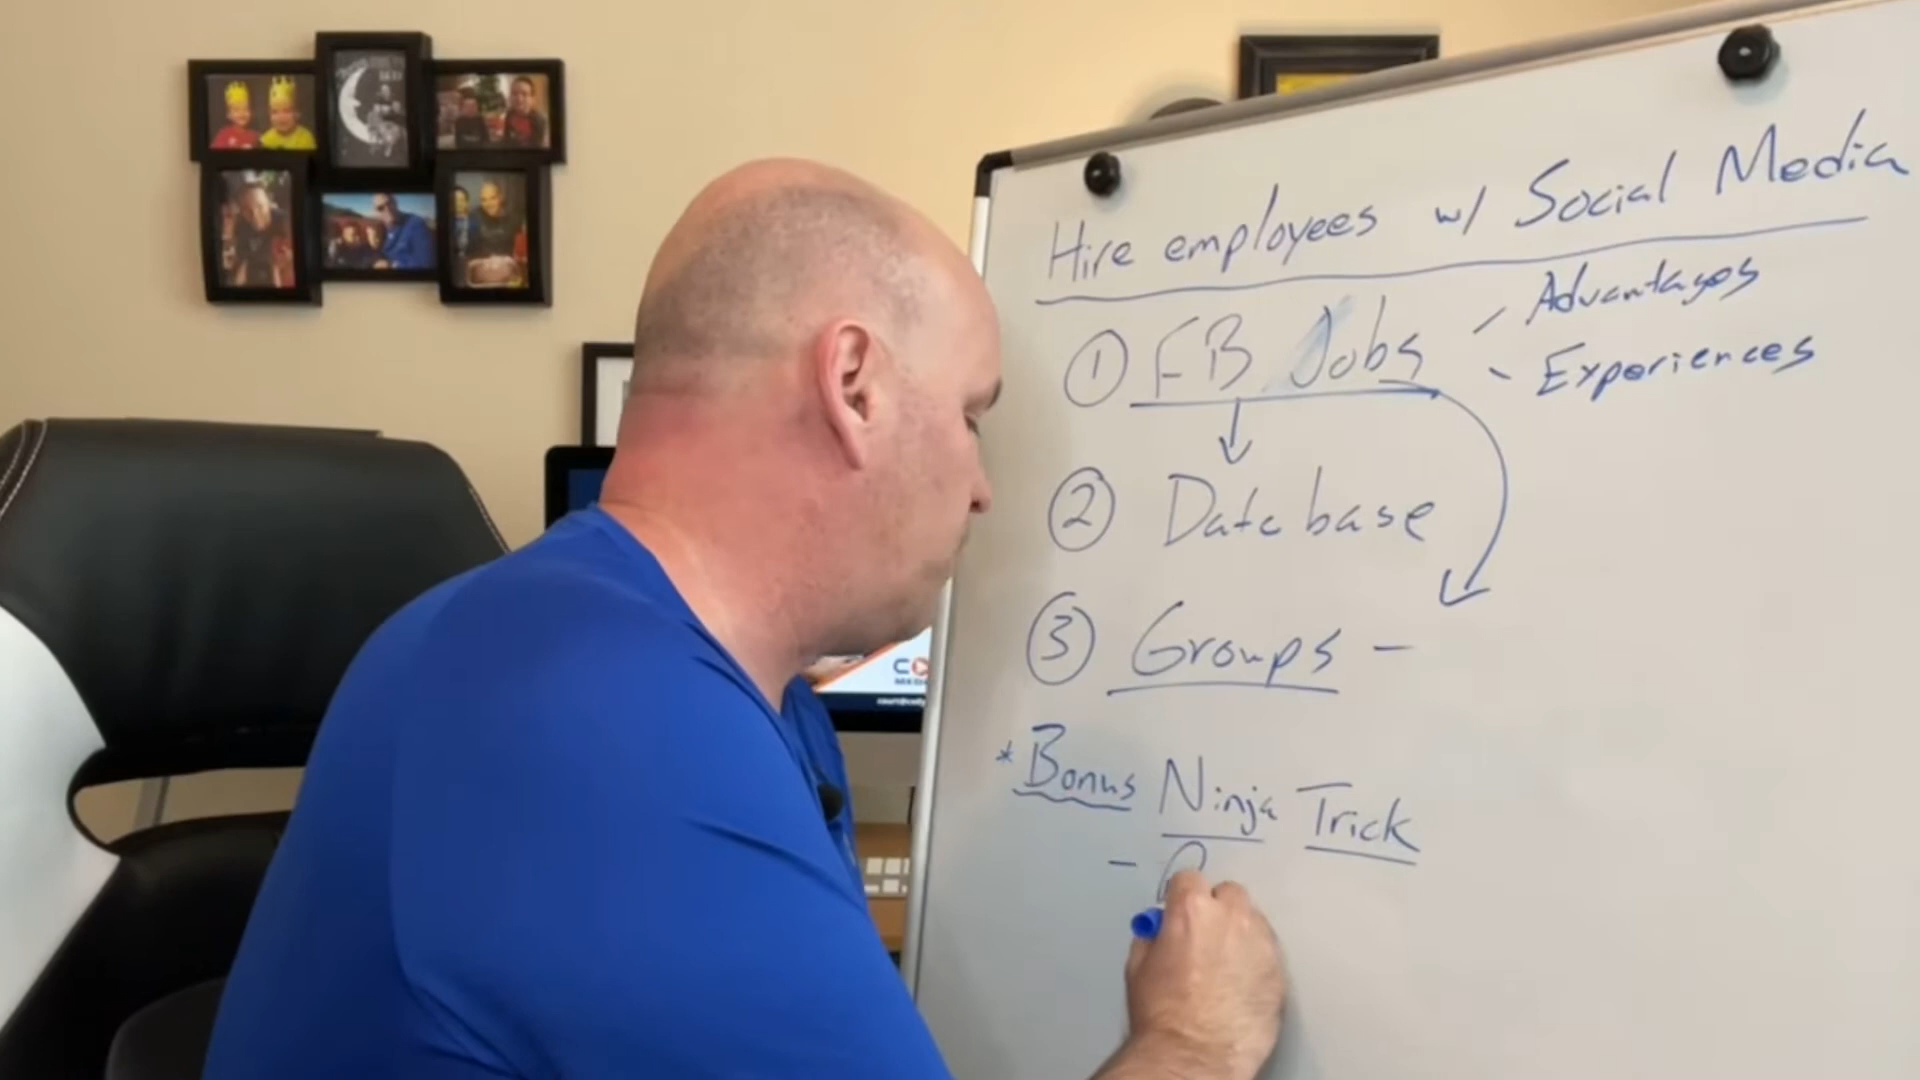 Hire employees w/ Social Media
① FB Jobs - Advantages
- Experiences
② Database
③ Groups -
* Bonus Ninja Trick
-